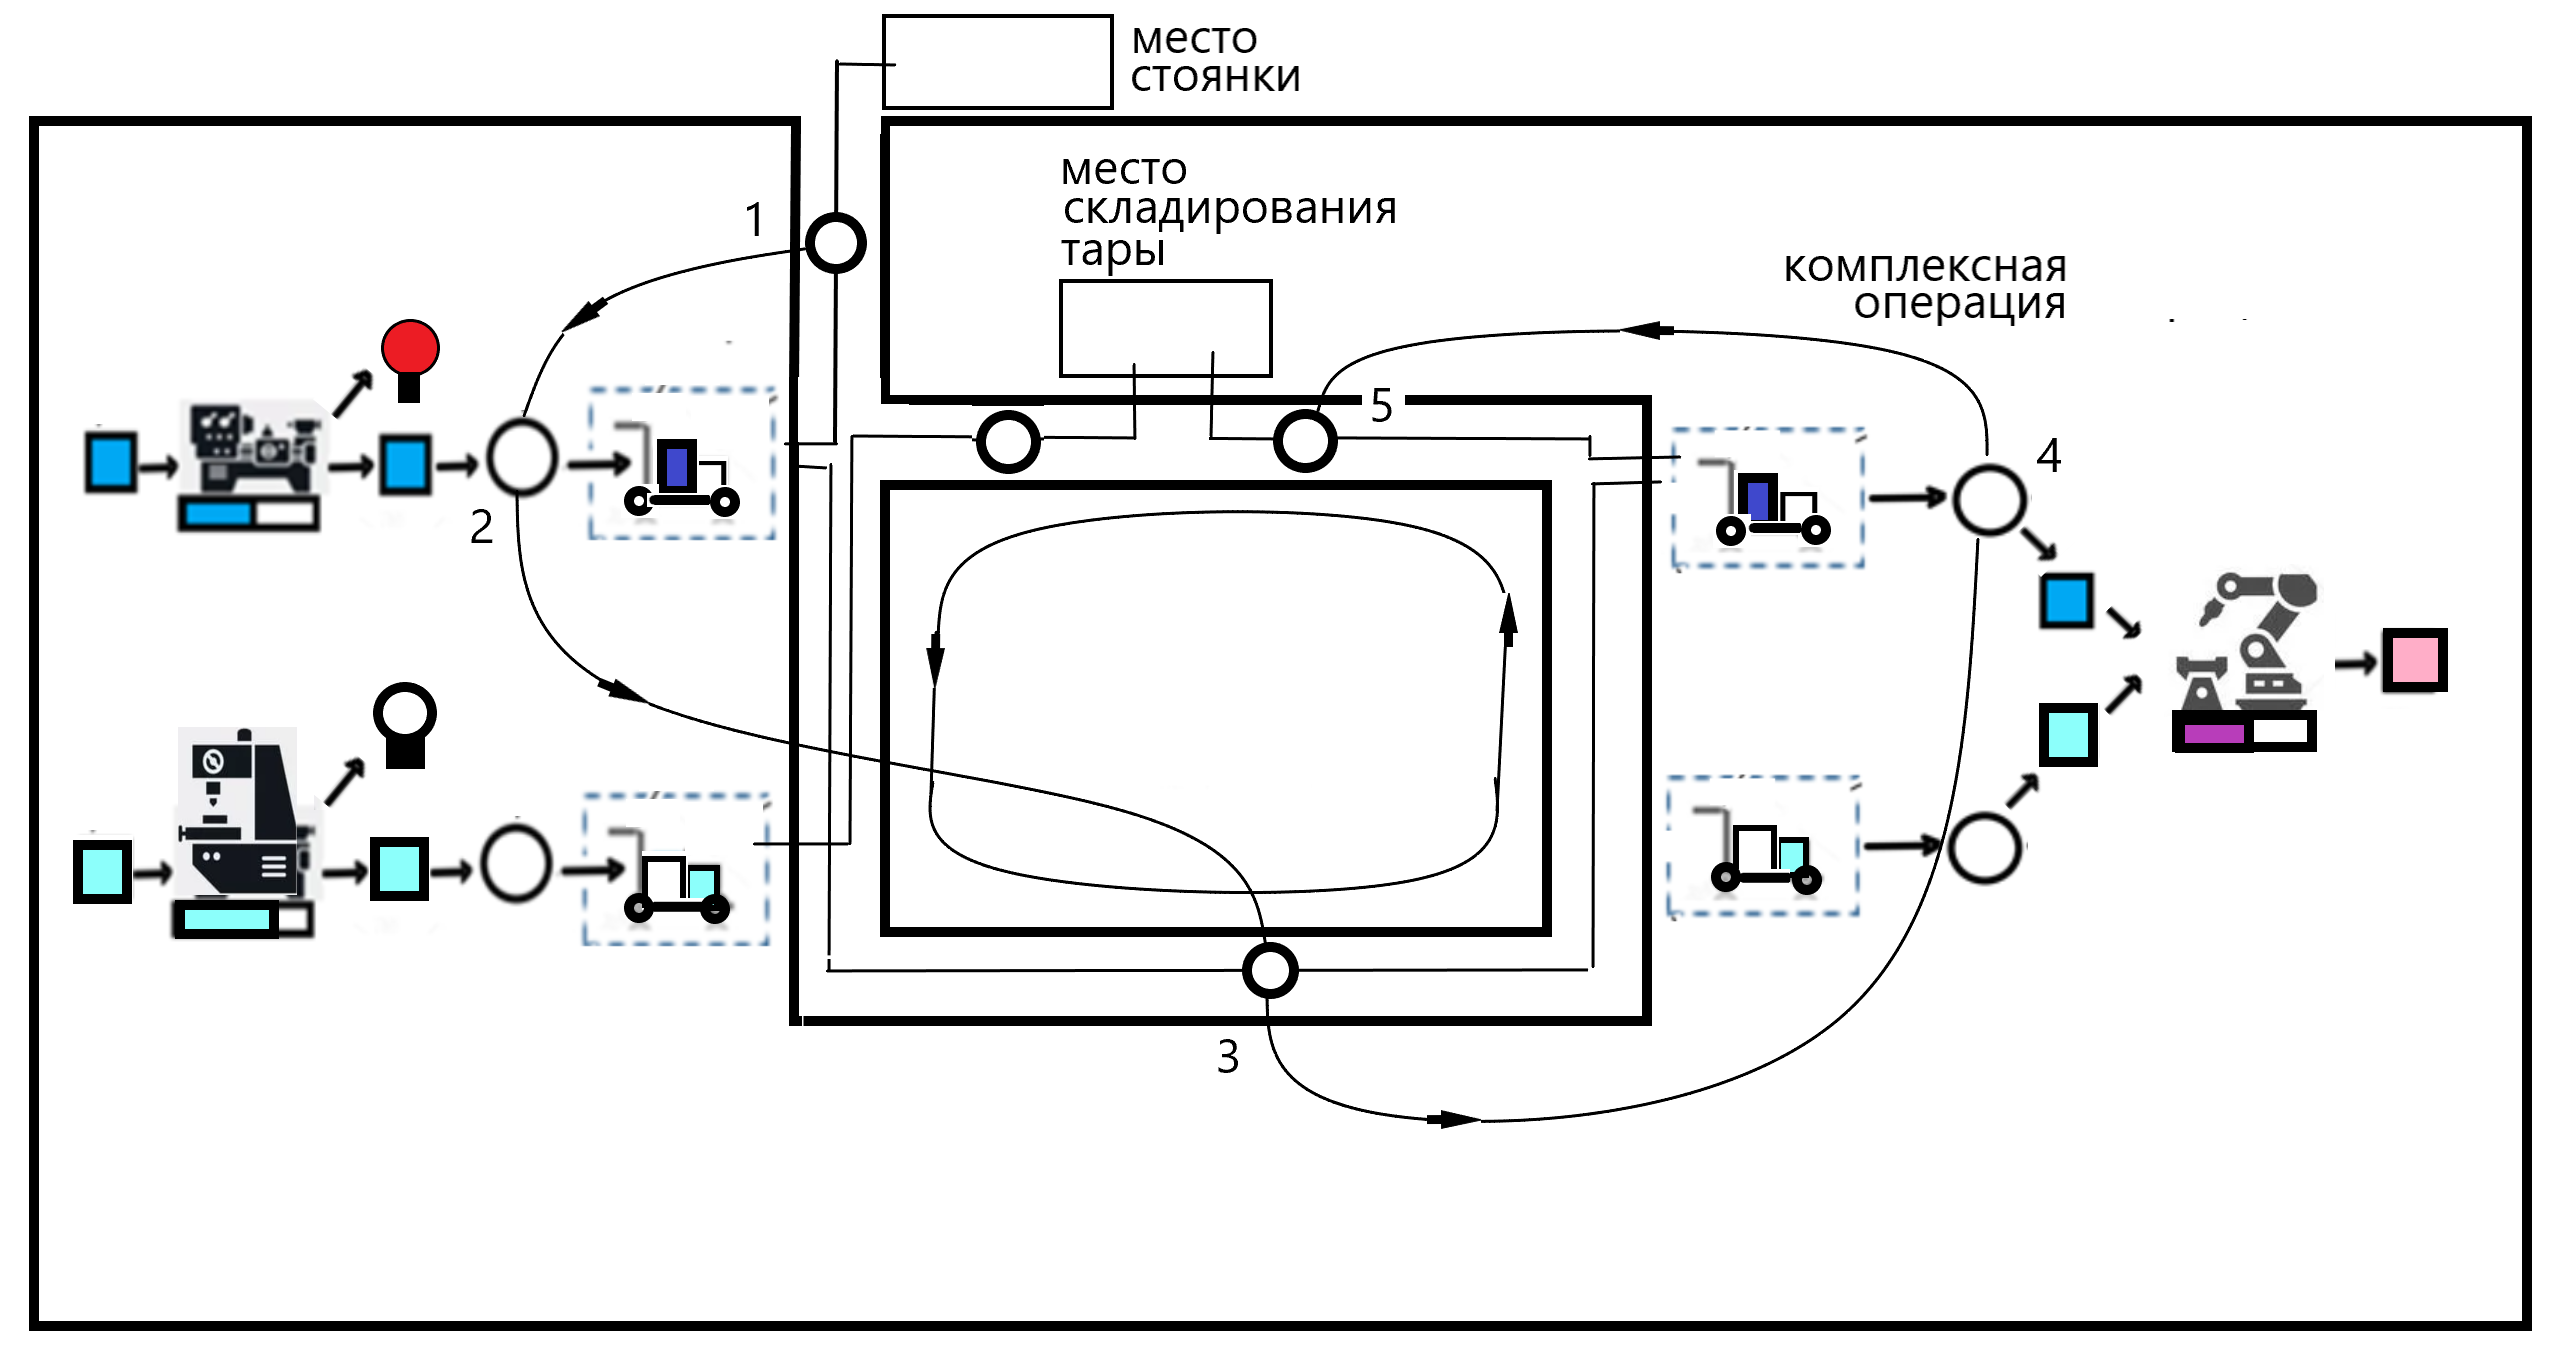 место
стоянки
место
складирования
тары
1
комплексная
операция
5
4
2
3